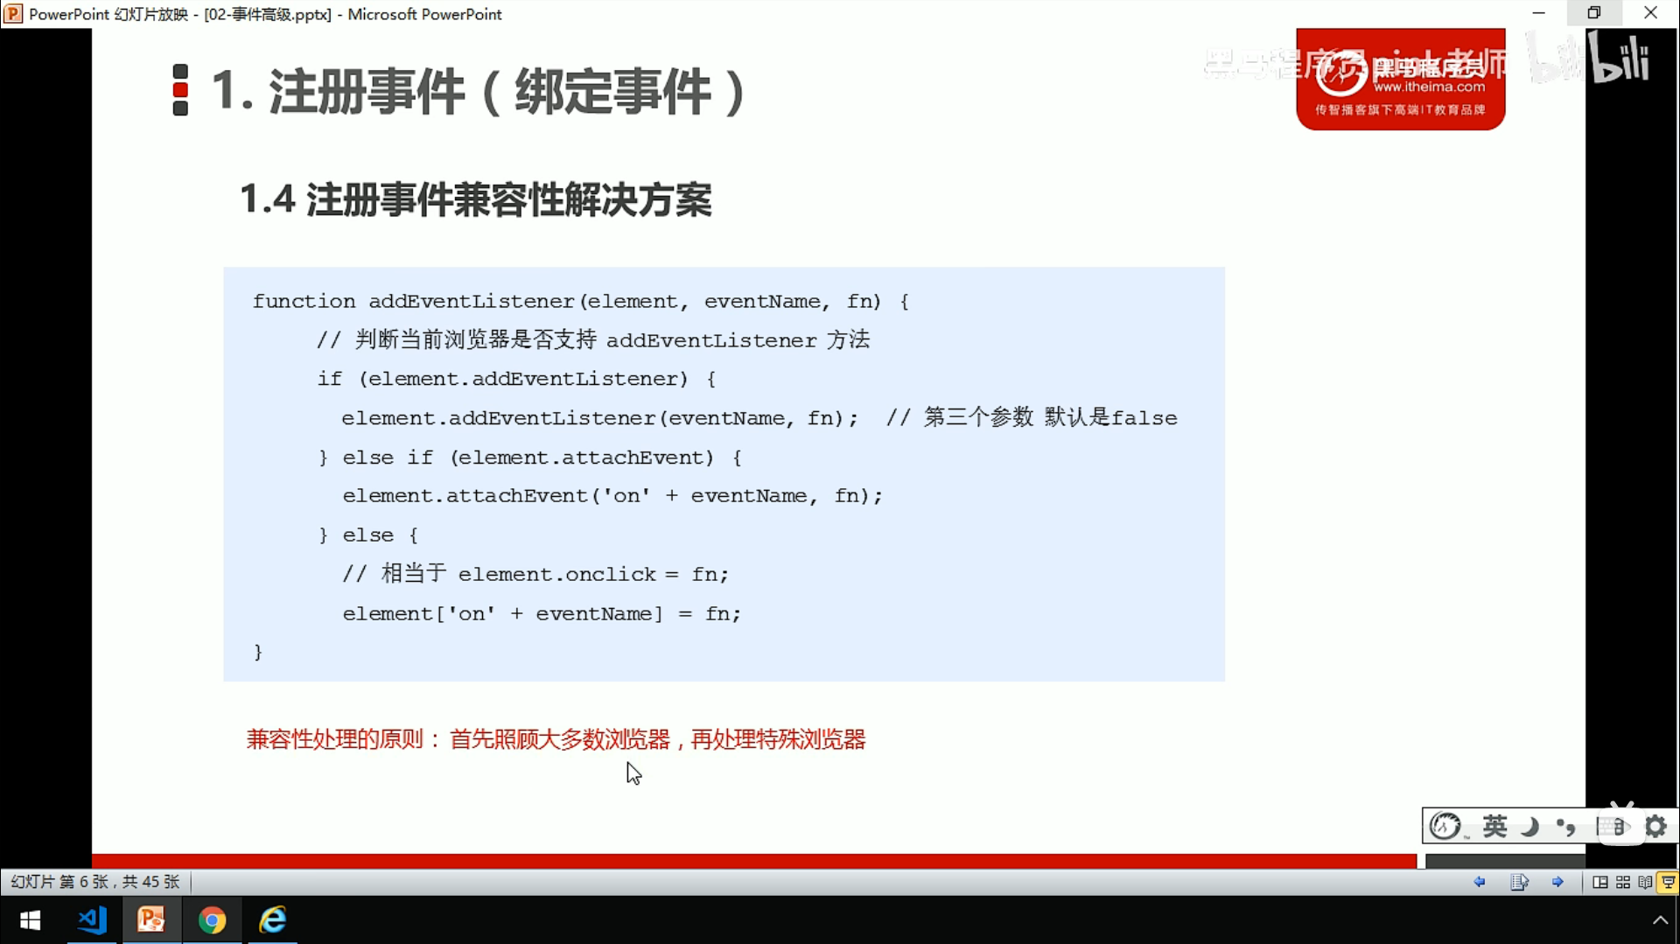 PowerPoint 幻灯片放映 - [02-事件高级.pptx] - Microsoft PowerPoint
黑马程序员pink老师
bilibili
www.itheima.com
传智播客旗下高端IT教育品牌
1. 注册事件（绑定事件）
1.4 注册事件兼容性解决方案
function addEventListener(element, eventName, fn) {
// 判断当前浏览器是否支持 addEventListener 方法
if (element.addEventListener) {
element.addEventListener(eventName, fn);  // 第三个参数 默认是false
} else if (element.attachEvent) {
element.attachEvent('on' + eventName, fn);
} else {
// 相当于 element.onclick = fn;
element['on' + eventName] = fn;
}
兼容性处理的原则： 首先照顾大多数浏览器，再处理特殊浏览器
英
幻灯片 第 6 张，共 45 张